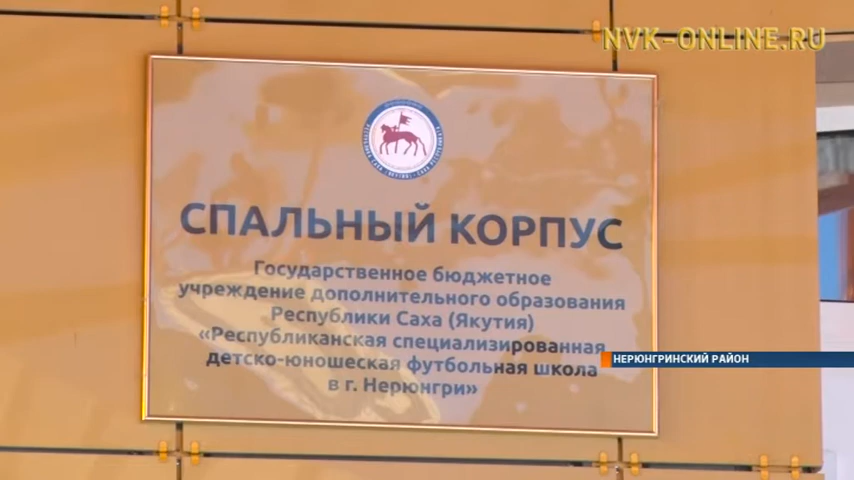 NVK-ONLINE.RU
СПАЛЬНЫЙ КОРПУС
Государственное бюджетное
учреждение дополнительного образования
Республики Саха (Якутия)
«Республиканская специализированная
детско-юношеская футбольная школа
в г. Нерюнгри»
НЕРЮНГРИНСКИЙ РАЙОН